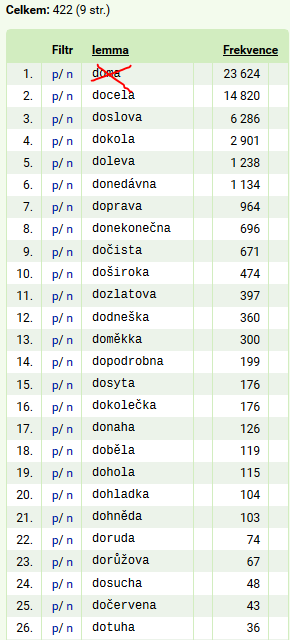 Celkem: 422 (9 str.)
Filtr lemma Frekvence
1. p/ n doma 23 624
2. p/ n docela 14 820
3. p/ n doslova 6 286
4. p/ n dokola 2 901
5. p/ n doleva 1 238
6. p/ n donedávna 1 134
7. p/ n doprava 964
8. p/ n donekonečna 696
9. p/ n dočista 671
10. p/ n doširoka 474
11. p/ n dozlatova 397
12. p/ n dodneška 360
13. p/ n doměkka 300
14. p/ n dopodrobna 199
15. p/ n dosyta 176
16. p/ n dokolečka 176
17. p/ n donaha 126
18. p/ n doběla 119
19. p/ n dohola 115
20. p/ n dohladka 104
21. p/ n dohněda 103
22. p/ n doruda 74
23. p/ n dorůžova 67
24. p/ n dosucha 48
25. p/ n dočervena 43
26. p/ n dotuha 36